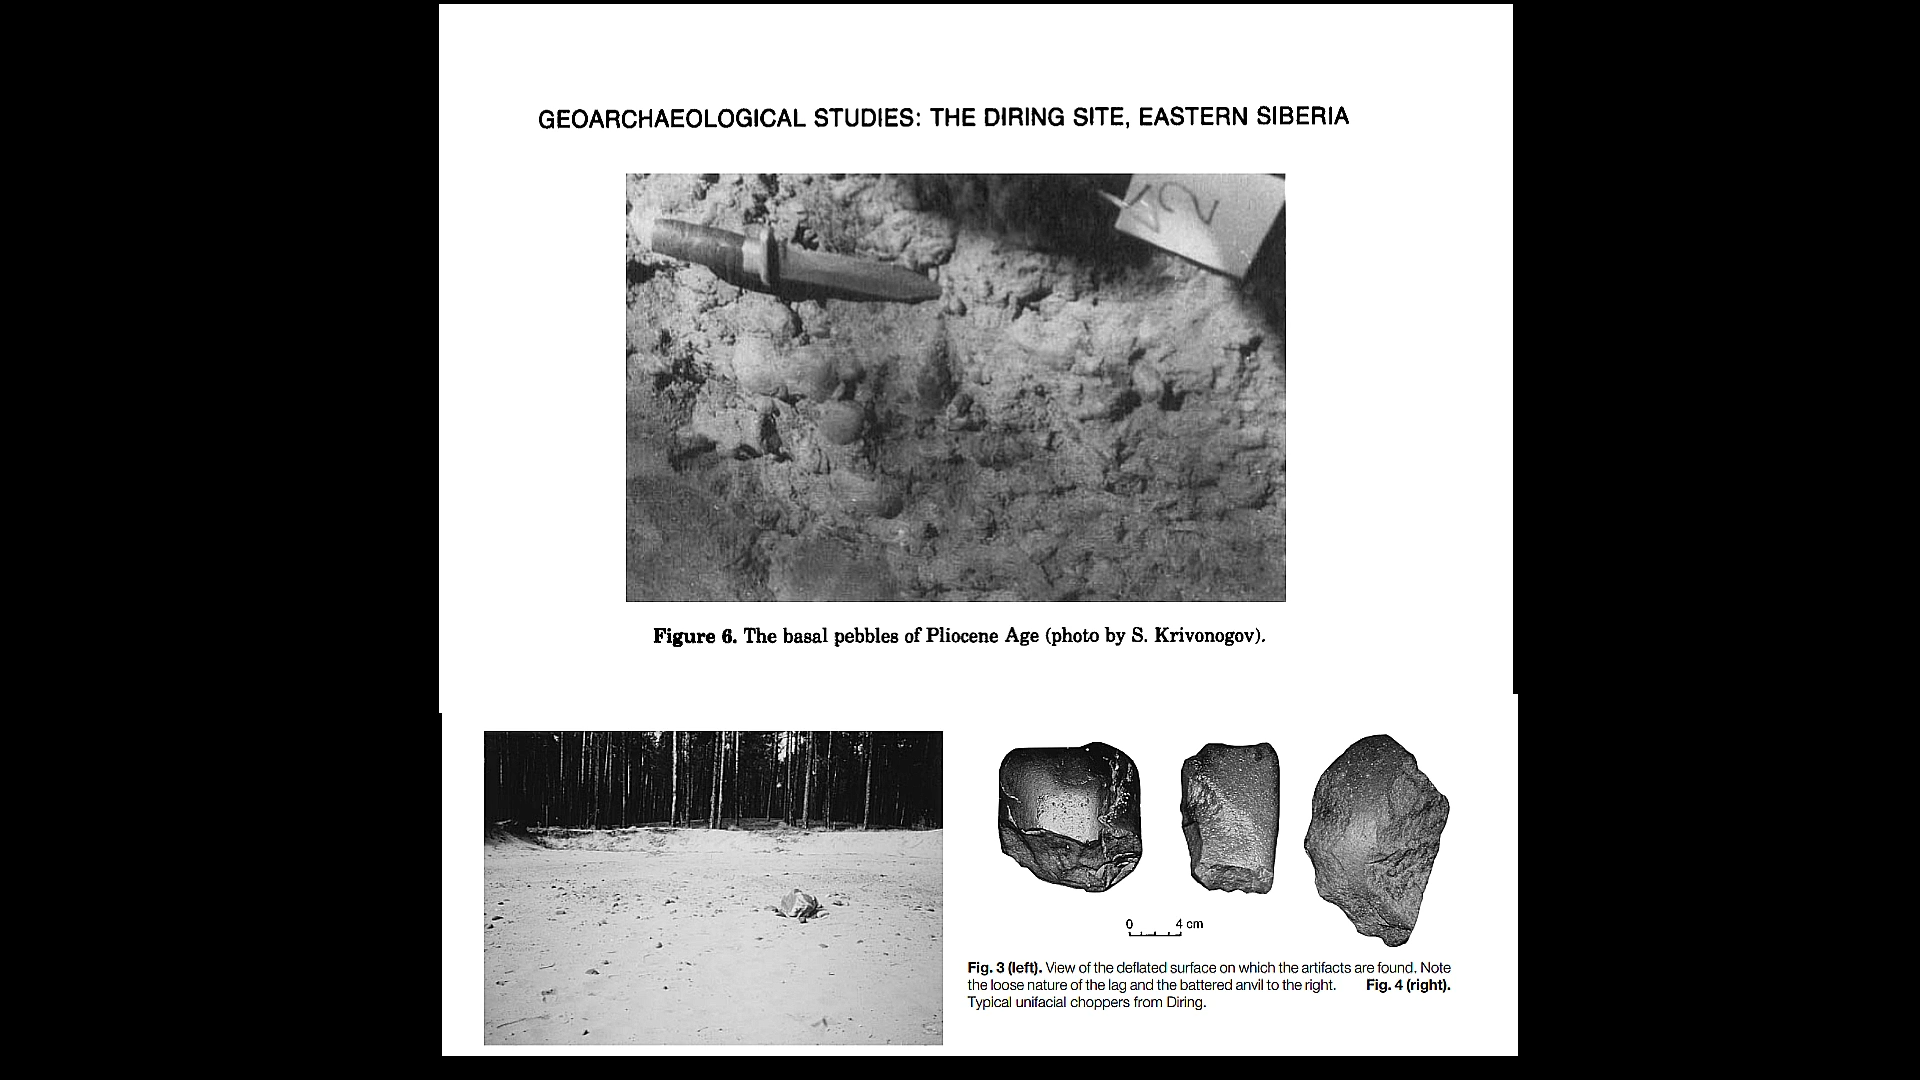 GEOARCHAEOLOGICAL STUDIES: THE DIRING SITE, EASTERN SIBERIA
Figure 6. The basal pebbles of Pliocene Age (photo by S. Krivonogov).
0 4 cm
Fig. 3 (left). View of the deflated surface on which the artifacts are found. Note
the loose nature of the lag and the battered anvil to the right. Fig. 4 (right).
Typical unifacial choppers from Diring.